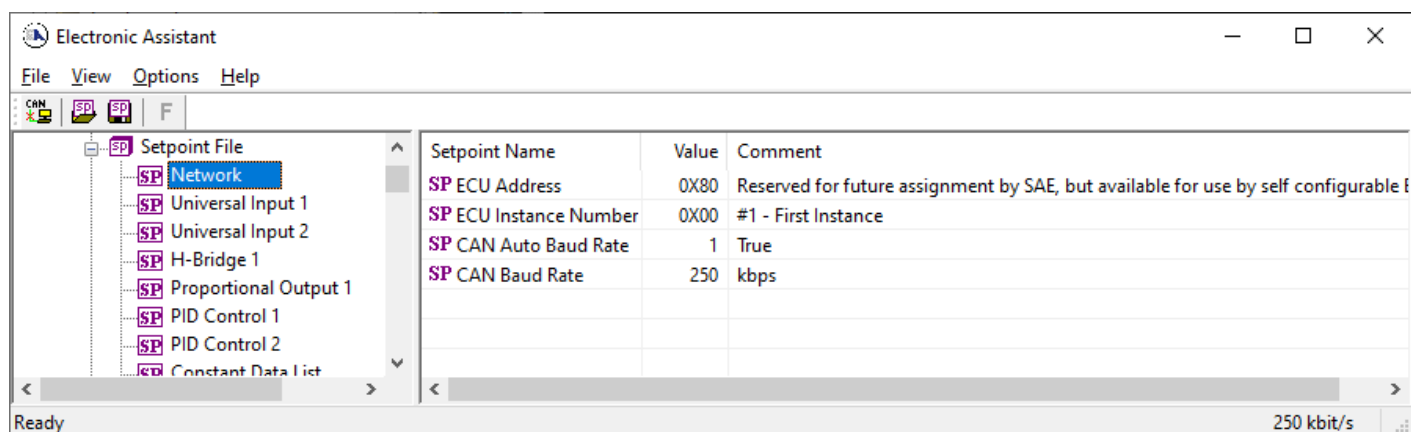 Electronic Assistant
File View Options Help
CAN SP SP F
Setpoint File
SP Network
SP Universal Input 1
SP Universal Input 2
SP H-Bridge 1
SP Proportional Output 1
SP PID Control 1
SP PID Control 2
SP Constant Data List
Setpoint Name Value Comment
SP ECU Address 0X80 Reserved for future assignment by SAE, but available for use by self configurable
SP ECU Instance Number 0X00 #1 - First Instance
SP CAN Auto Baud Rate 1 True
SP CAN Baud Rate 250 kbps
Ready 250 kbit/s